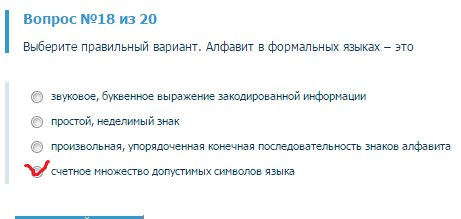 Вопрос №18 из 20
Выберите правильный вариант. Алфавит в формальных языках – это
звуковое, буквенное выражение закодированной информации
простой, неделимый знак
произвольная, упорядоченная конечная последовательность знаков алфавита
счетное множество допустимых символов языка